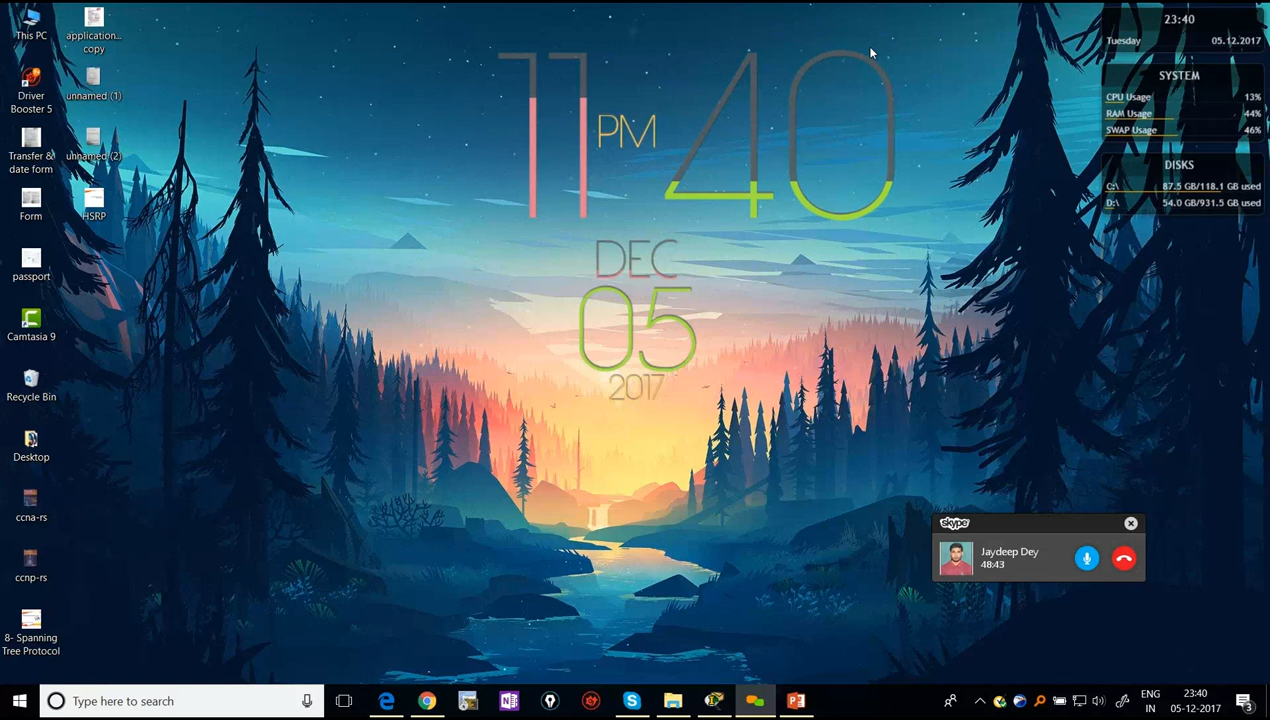 This PC
application...
copy
Driver
Booster 5
unnamed (1)
Transfer &
date form
unnamed (2)
Form
HSRP
passport
Camtasia 9
Recycle Bin
Desktop
ccna-rs
ccnp-rs
8- Spanning
Tree Protocol
11 PM 40
DEC
05
2017
23:40
Tuesday 05.12.2017
SYSTEM
CPU Usage 13%
RAM Usage 44%
SWAP Usage 46%
DISKS
C:\ 87.5 GB/118.1 GB used
D:\ 54.0 GB/931.5 GB used
skype
Jaydeep Dey
48:43
Type here to search
ENG
IN
23:40
05-12-2017
3